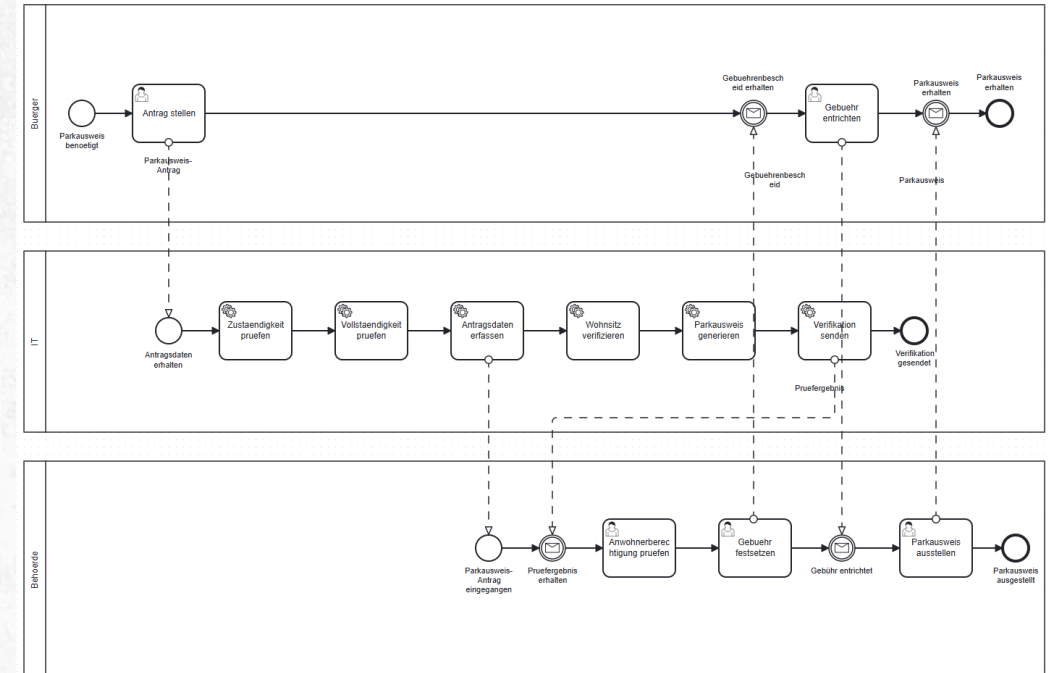 Buerger
Parkausweis
benoetigt
Antrag stellen
Parkausweis-
Antrag
Gebuehrenbesch
eid erhalten
Gebuehrenbesch
eid
Gebuehr
entrichten
Parkausweis
erhalten
Parkausweis
Parkausweis
erhalten
IT
Antragsdaten
erhalten
Zustaendigkeit
pruefen
Vollstaendigkeit
pruefen
Antragsdaten
erfassen
Wohnsitz
verifizieren
Parkausweis
generieren
Verifikation
senden
Pruefergebnis
Verifikation
gesendet
Behoerde
Parkausweis-
Antrag
eingegangen
Pruefergebnis
erhalten
Anwohnerberec
htigung pruefen
Gebuehr
festsetzen
Gebühr entrichtet
Parkausweis
ausstellen
Parkausweis
ausgestellt